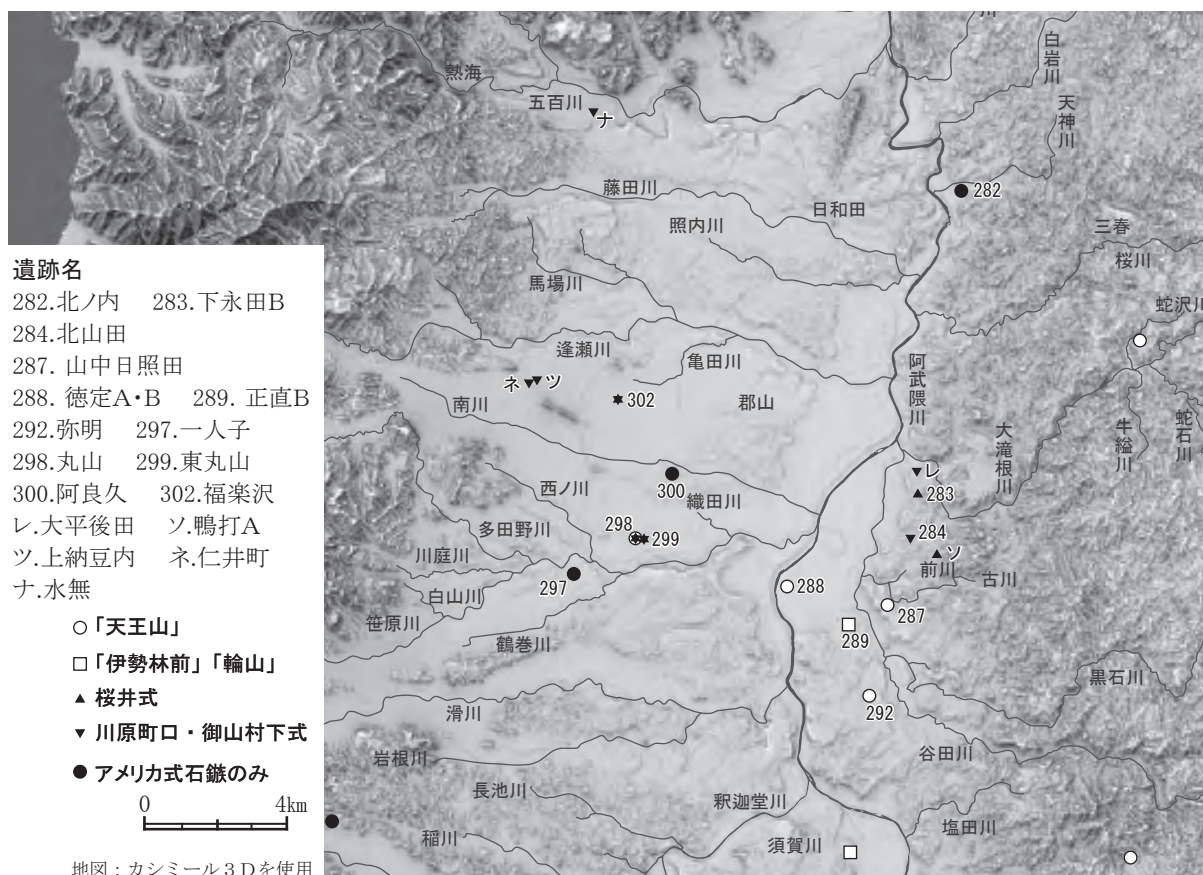 熱海
五百川
ナ
川
白岩川
天神川
282
藤田川
日和田
照内川
三春
桜川
馬場川
蛇沢川
逢瀬川
亀田川
ネ
ツ
302
郡山
阿武隈川
南川
大滝根川
牛縊川
蛇石川
レ
283
300
織田川
西ノ川
298
299
284
ソ
多田野川
前川
古川
川庭川
297
288
287
白山川
笹原川
289
鶴巻川
黒石川
292
滑川
谷田川
岩根川
長池川
釈迦堂川
塩田川
稲川
須賀川
遺跡名
282.北ノ内 283.下永田B
284.北山田
287. 山中日照田
288. 徳定A・B 289. 正直B
292.弥明 297.一人子
298.丸山 299.東丸山
300.阿良久 302.福楽沢
レ.大平後田 ソ.鴨打A
ツ.上納豆内 ネ.仁井町
ナ.水無
○「天王山」
□「伊勢林前」「輪山」
▲ 桜井式
▼ 川原町口・御山村下式
● アメリカ式石鏃のみ
0 4km
地図:カシミール3Dを使用